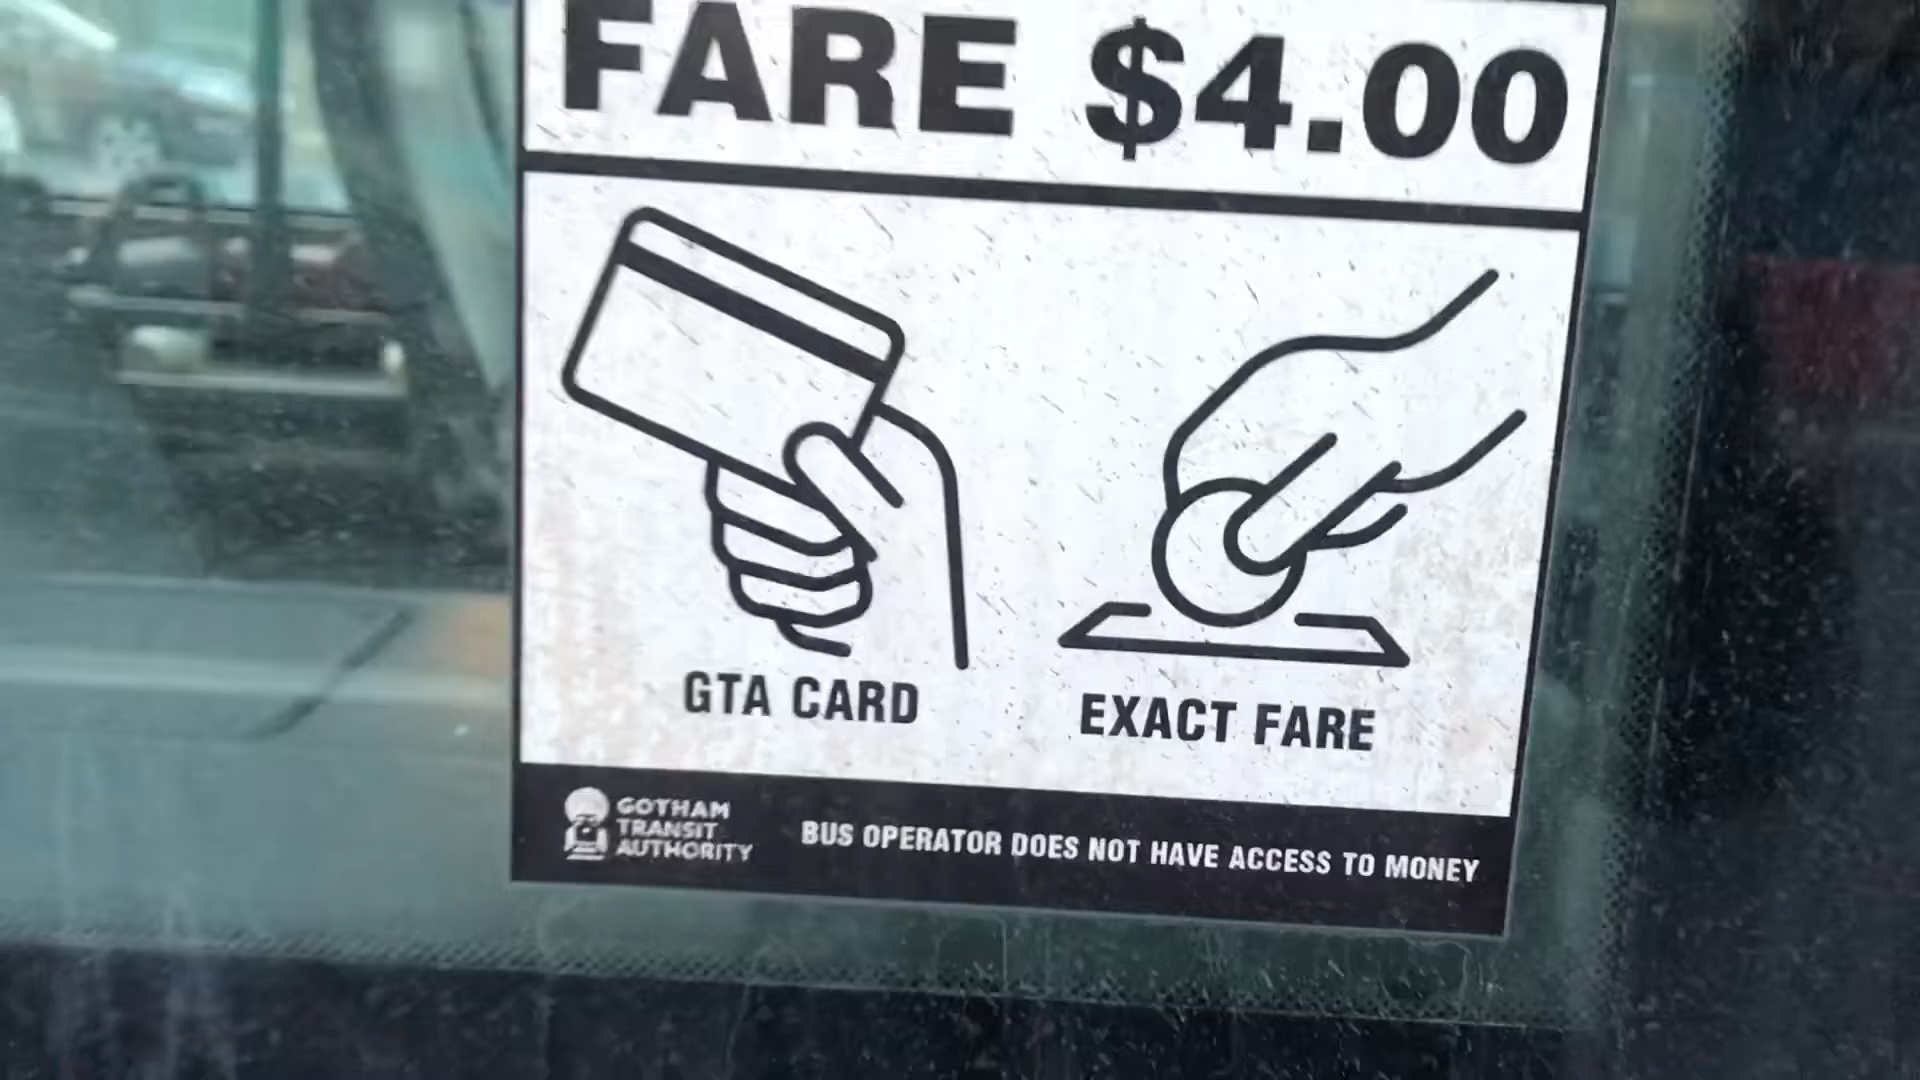 FARE $4.00
GTA CARD
EXACT FARE
GOTHAM
TRANSIT
AUTHORITY
BUS OPERATOR DOES NOT HAVE ACCESS TO MONEY